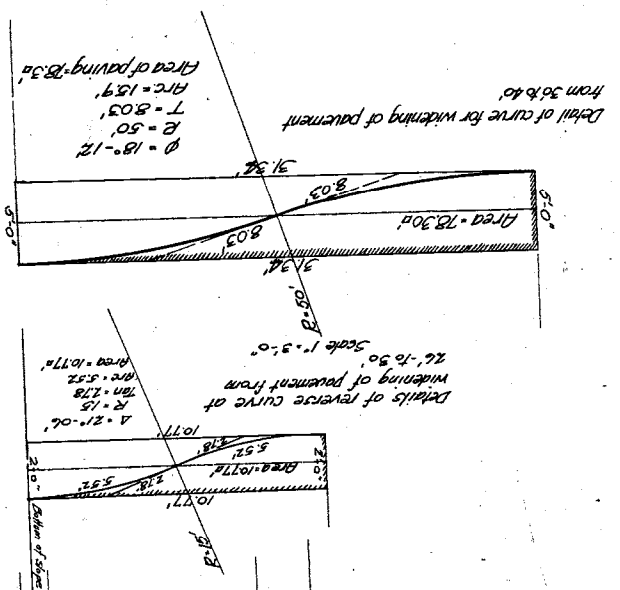 Bottom of slope
R=15'
10.77'
2'-0"
2.78'
5.52'
Area=10.77□'
5.52'
2.78'
2'-0"
10.77'
Δ = 21°-06'
R = 15
Tan = 2.78
Arc = 5.52
Area = 10.77□'
Details of reverse curve at
widening of pavement from
26'-to 30'
Scale 1"= 3'-0"
R=50'
31.34'
5'-0"
8.03'
Area = 78.30□'
8.03'
5'-0"
31.34'
Ø = 18°-12'
R = 50'
T = 8.03'
Arc = 15.9'
Area of paving=78.3□'
Detail of curve for widening of pavement
from 36' to 40'